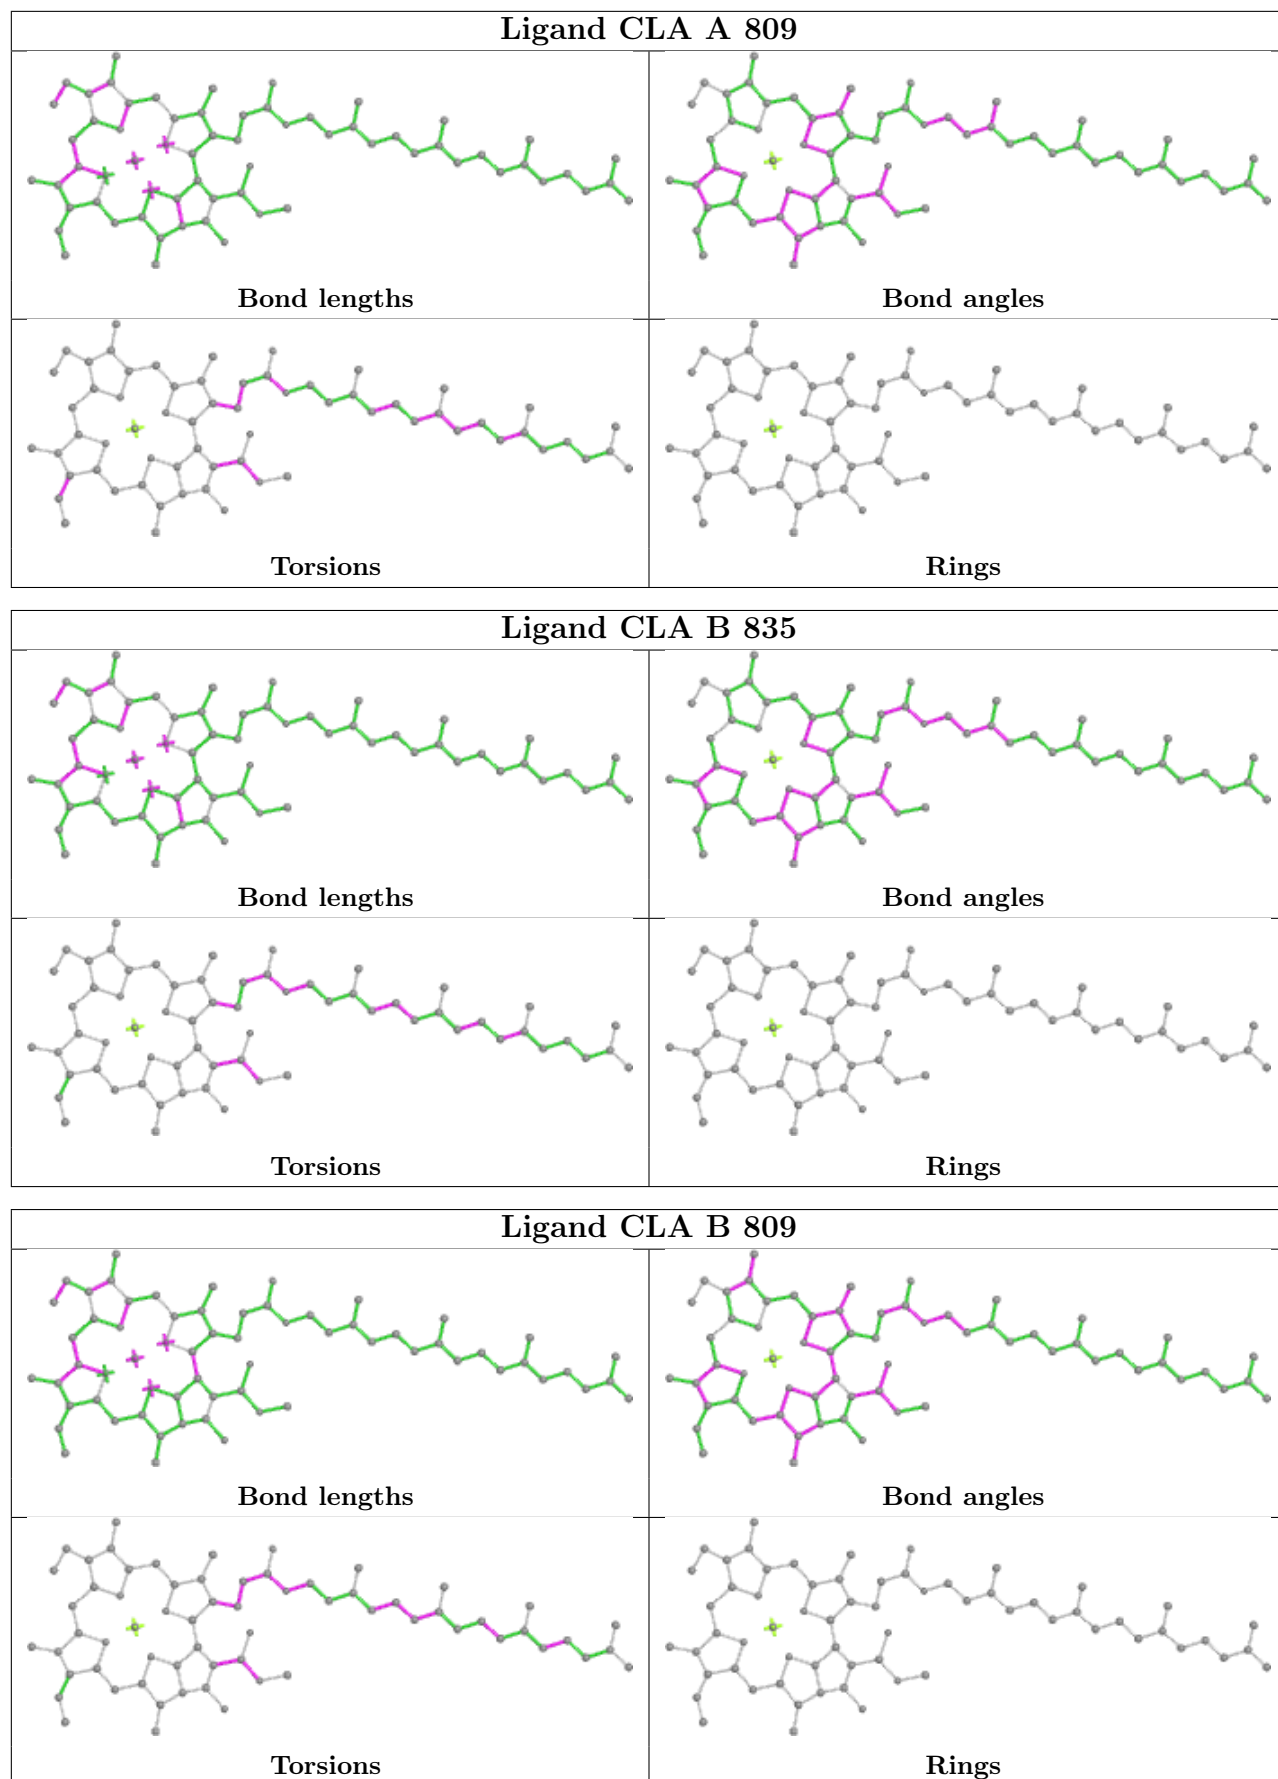 Ligand CLA A 809
Bond lengths
Bond angles
Torsions
Rings
Ligand CLA B 835
Bond lengths
Bond angles
Torsions
Rings
Ligand CLA B 809
Bond lengths
Bond angles
Torsions
Rings